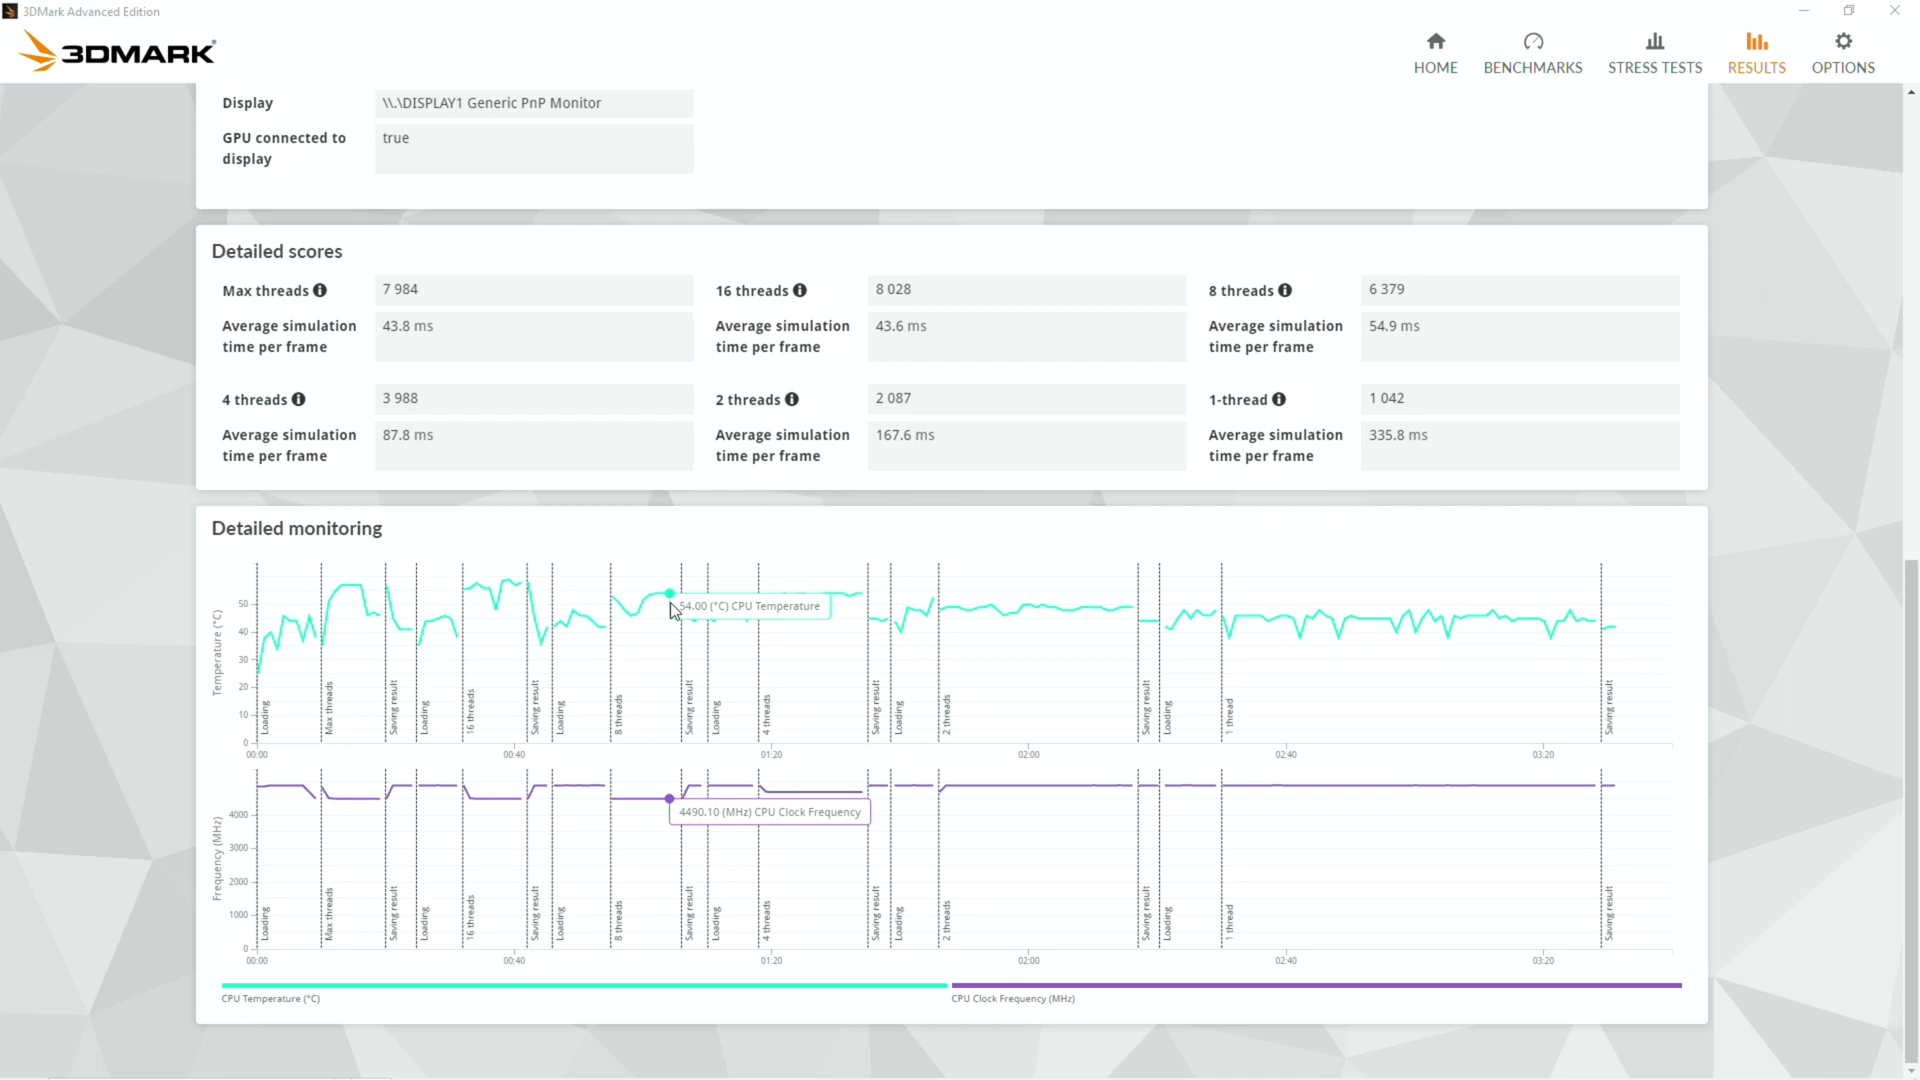 3DMark Advanced Edition
3DMARK
HOME
BENCHMARKS
STRESS TESTS
RESULTS
OPTIONS
Display
\\.\DISPLAY1 Generic PnP Monitor
GPU connected to
display
true
Detailed scores
Max threads
7 984
16 threads
8 028
8 threads
6 379
Average simulation
time per frame
43.8 ms
Average simulation
time per frame
43.6 ms
Average simulation
time per frame
54.9 ms
4 threads
3 988
2 threads
2 087
1-thread
1 042
Average simulation
time per frame
87.8 ms
Average simulation
time per frame
167.6 ms
Average simulation
time per frame
335.8 ms
Detailed monitoring
Temperature (°C)
50
40
30
20
10
0
54.00 (°C) CPU Temperature
Loading
Max threads
Saving result
Loading
16 threads
Saving result
Loading
8 threads
Saving result
Loading
4 threads
Saving result
Loading
2 threads
Saving result
Loading
1 thread
Saving result
00:00
00:40
01:20
02:00
02:40
03:20
Frequency (MHz)
4000
3000
2000
1000
0
4490.10 (MHz) CPU Clock Frequency
Loading
Max threads
Saving result
Loading
16 threads
Saving result
Loading
8 threads
Saving result
Loading
4 threads
Saving result
Loading
2 threads
Saving result
Loading
1 thread
Saving result
00:00
00:40
01:20
02:00
02:40
03:20
CPU Temperature (°C)
CPU Clock Frequency (MHz)